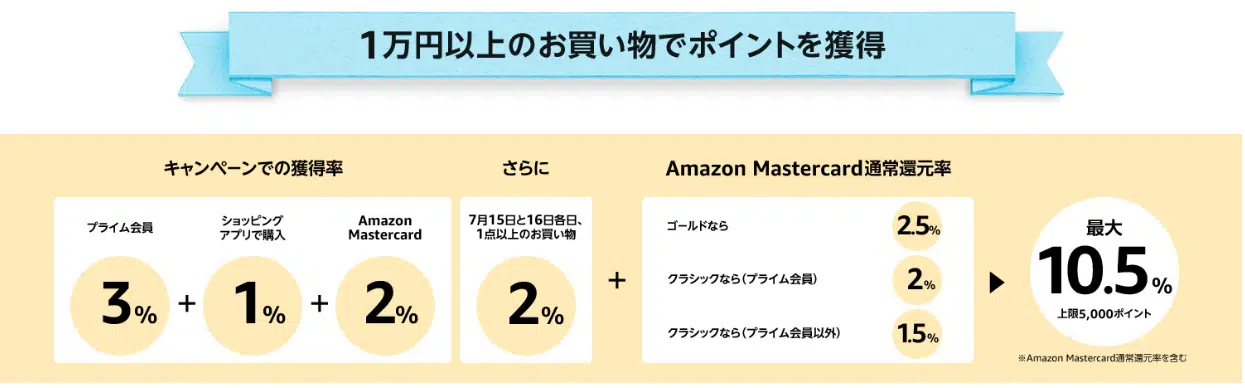 1万円以上のお買い物でポイントを獲得
キャンペーンでの獲得率
さらに
Amazon Mastercard通常還元率
プライム会員
3%
+
ショッピング
アプリで購入
1%
+
Amazon
Mastercard
2%
7月15日と16日各日、
1点以上のお買い物
2%
+
ゴールドなら
2.5%
クラシックなら(プライム会員)
2%
クラシックなら(プライム会員以外)
1.5%
最大
10.5%
上限5,000ポイント
※Amazon Mastercard通常還元率を含む